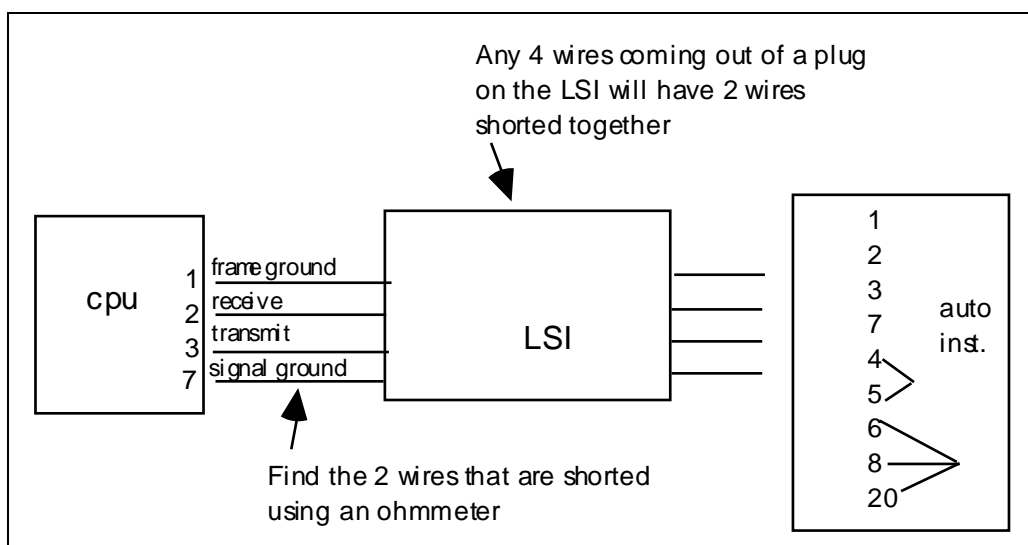 Any 4 wires coming out of a plug
on the LSI will have 2 wires
shorted together
cpu
1 frame ground
2 receive
3 transmit
7 signal ground
LSI
1
2
3
7
4
5
6
8
20
auto
inst.
Find the 2 wires that are shorted
using an ohmmeter